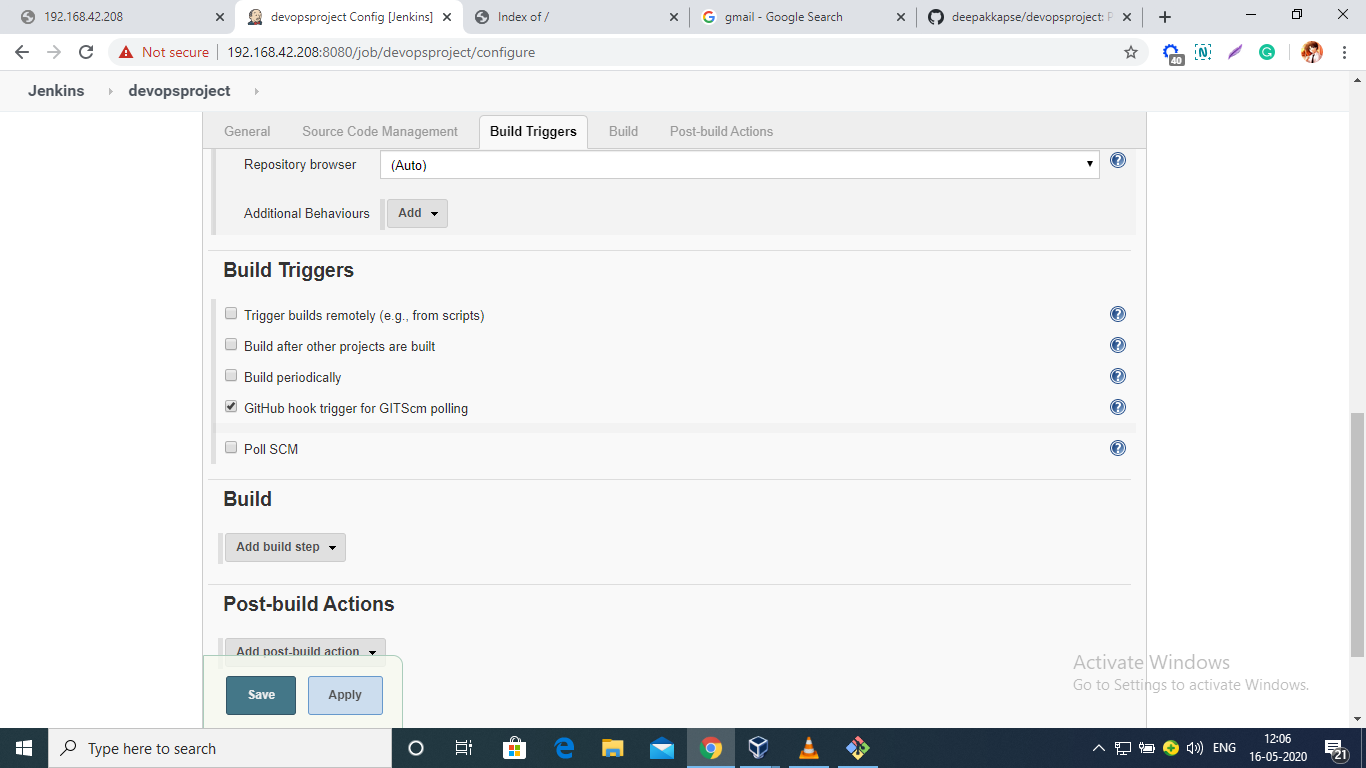 192.168.42.208
devopsproject Config [Jenkins]
Index of /
gmail - Google Search
deepakkapse/devopsproject: P
Not secure
192.168.42.208:8080/job/devopsproject/configure
40
Jenkins
devopsproject
General
Source Code Management
Build Triggers
Build
Post-build Actions
Repository browser
(Auto)
Additional Behaviours
Add
Build Triggers
Trigger builds remotely (e.g., from scripts)
Build after other projects are built
Build periodically
GitHub hook trigger for GITScm polling
Poll SCM
Build
Add build step
Post-build Actions
Add post-build action
Save
Apply
Activate Windows
Go to Settings to activate Windows.
Type here to search
ENG
12:06
16-05-2020
21